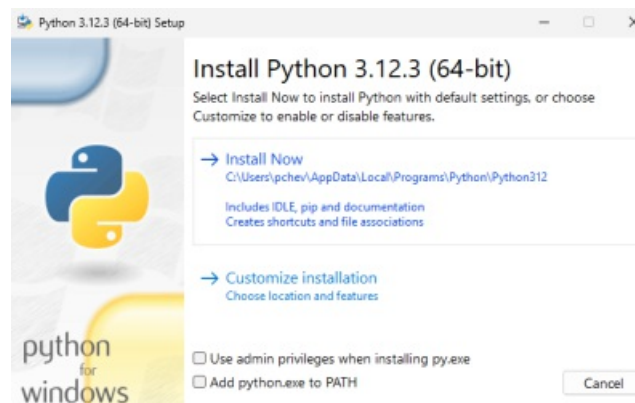 Python 3.12.3 (64-bit) Setup
Install Python 3.12.3 (64-bit)
Select Install Now to install Python with default settings, or choose
Customize to enable or disable features.
Install Now
C:\Users\pchev\AppData\Local\Programs\Python\Python312
Includes IDLE, pip and documentation
Creates shortcuts and file associations
Customize installation
Choose location and features
python
for
windows
Use admin privileges when installing py.exe
Add python.exe to PATH
Cancel